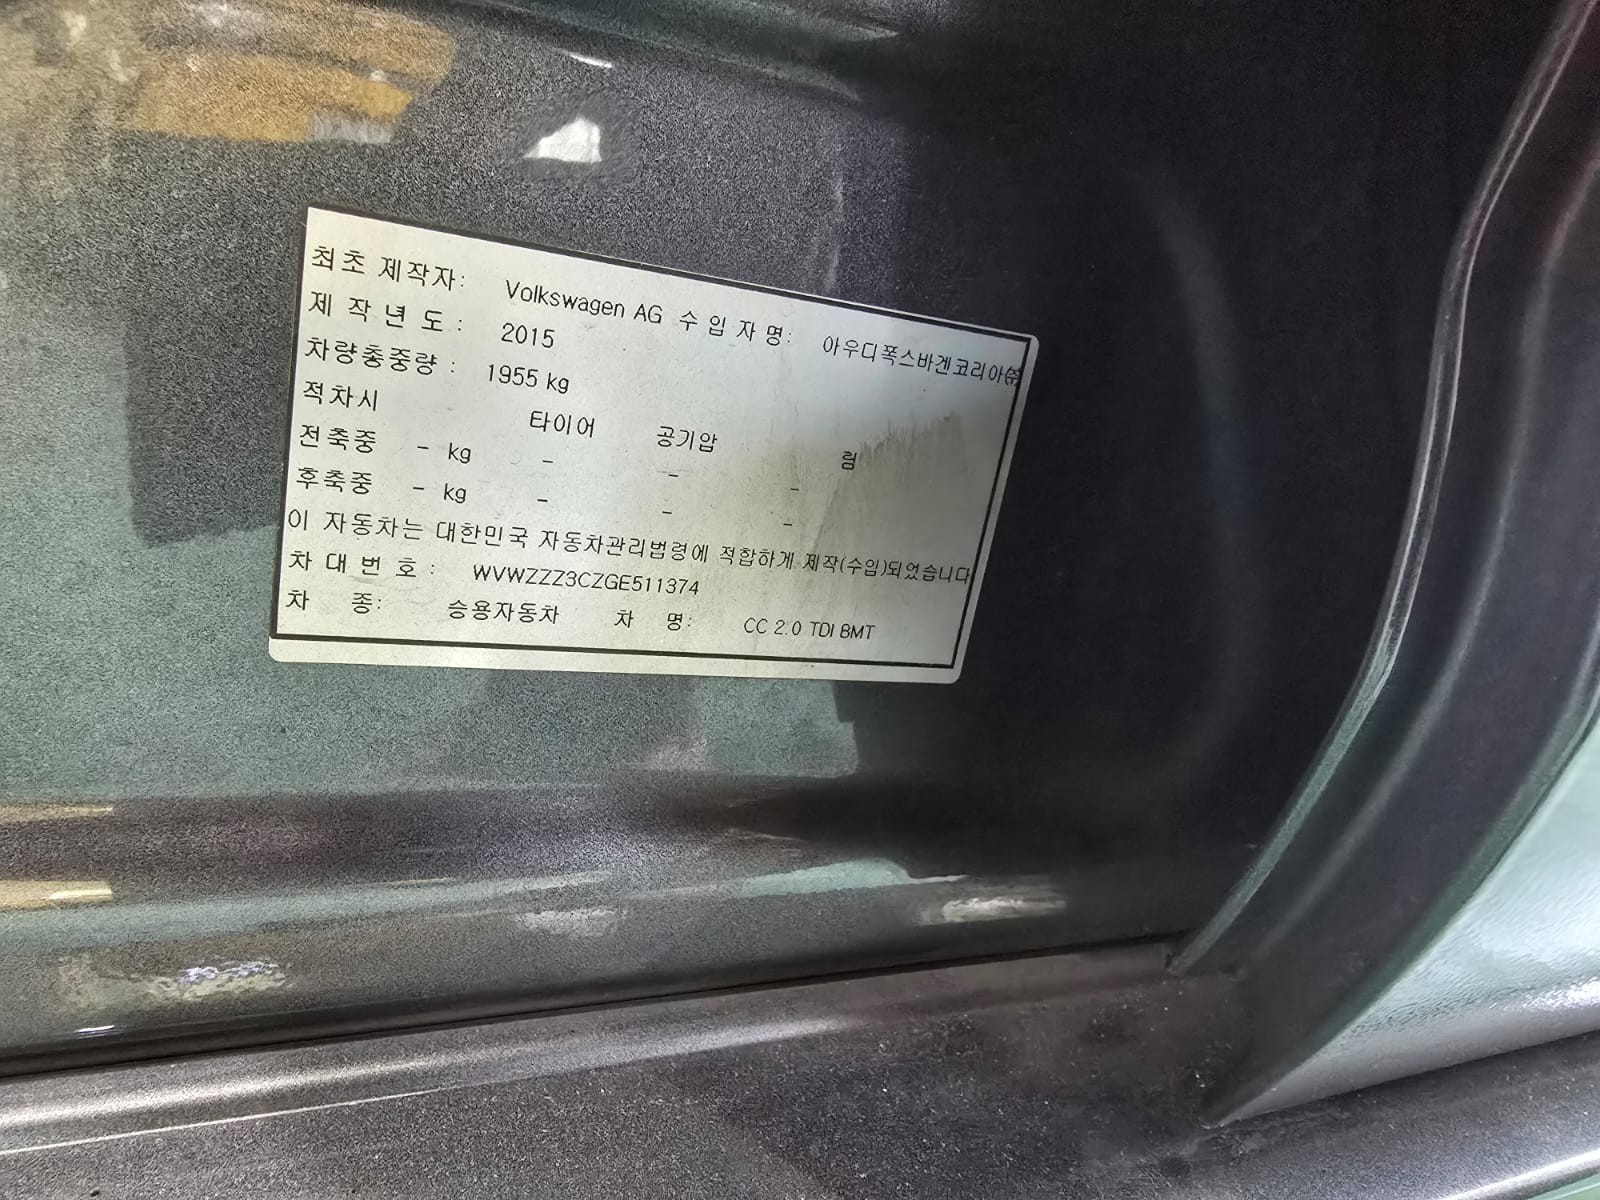 최초 제작자: Volkswagen AG 수 입 자 명: 아우디폭스바겐코리아㈜
제 작 년 도 : 2015
차량총중량 : 1955 kg
적차시 타이어 공기압 림
전축중 - kg - - -
후축중 - kg - - -
이 자동차는 대한민국 자동차관리법령에 적합하게 제작(수입)되었습니다
차 대 번 호 : WVWZZZ3CZGE511374
차 종: 승용자동차 차 명: CC 2.0 TDI BMT